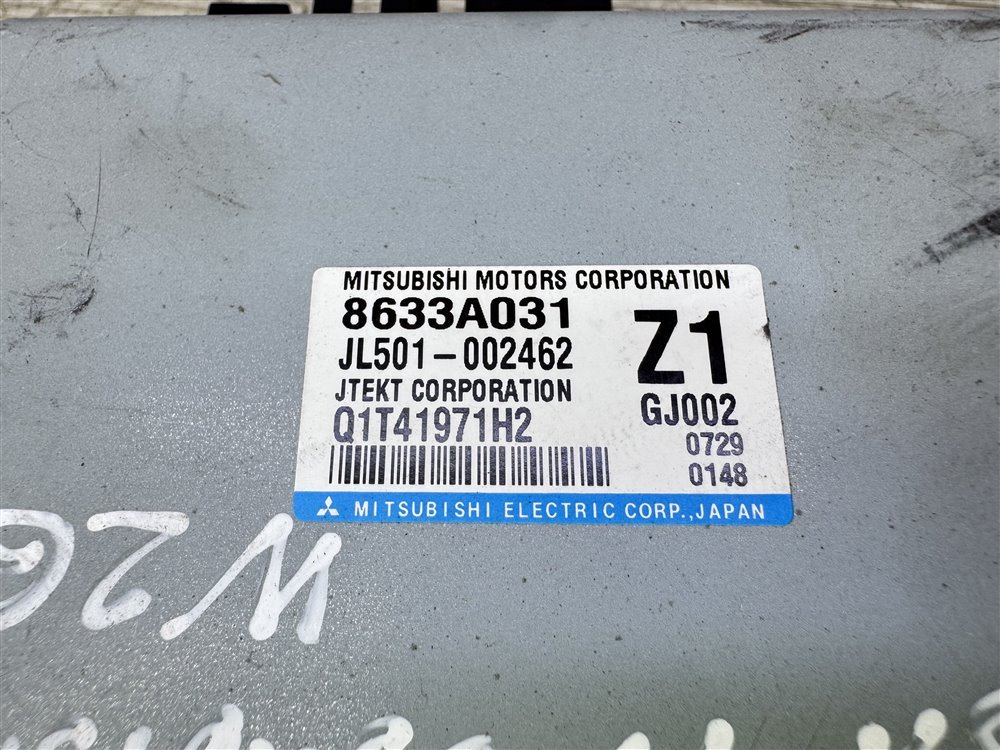 MITSUBISHI MOTORS CORPORATION
8633A031
JL501-002462
Z1
JTEKT CORPORATION
GJ002
Q1T41971H2
0729
0148
MITSUBISHI ELECTRIC CORP.,JAPAN